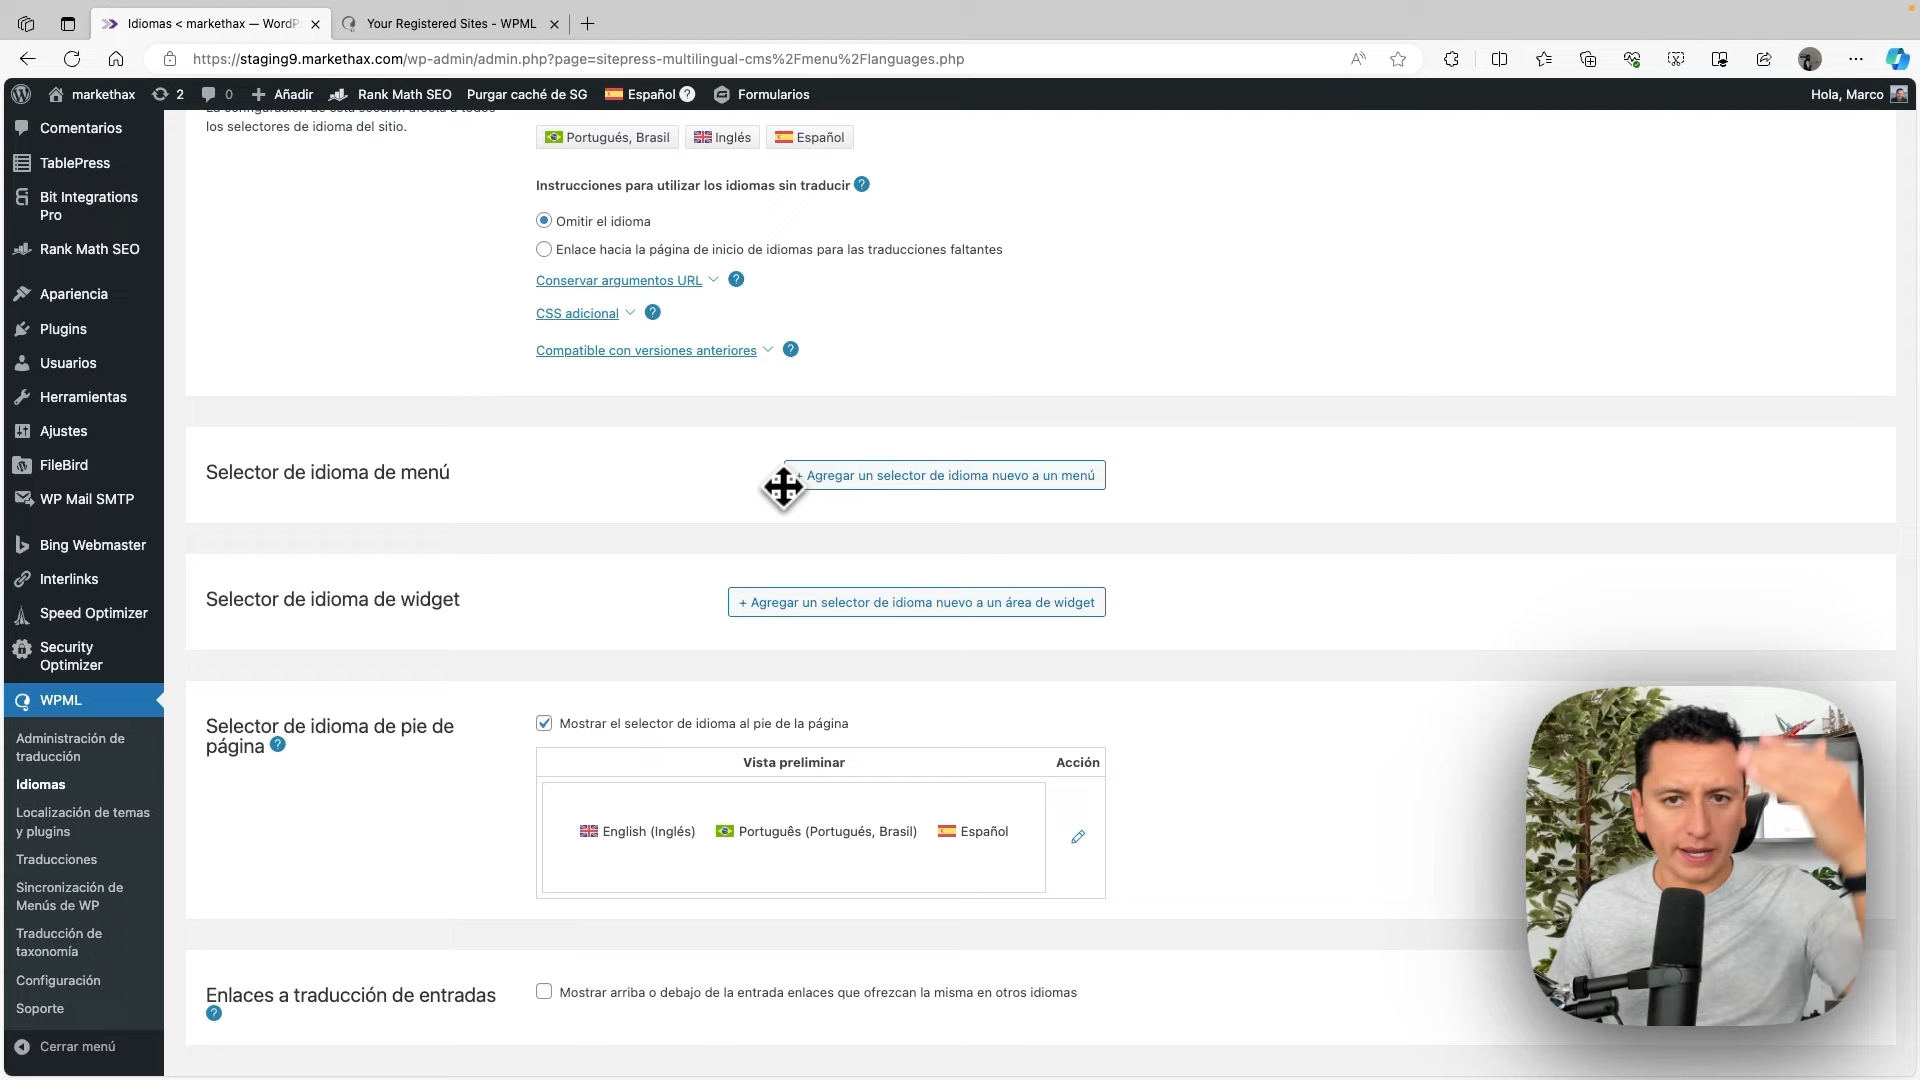 Idiomas < markethax — WordP
Your Registered Sites - WPML
https://staging9.markethax.com/wp-admin/admin.php?page=sitepress-multilingual-cms%2Fmenu%2Flanguages.php
markethax
2
0
Añadir
Rank Math SEO
Purgar caché de SG
Español
Formularios
Hola, Marco
Comentarios
TablePress
Bit Integrations
Pro
Rank Math SEO
Apariencia
Plugins
Usuarios
Herramientas
Ajustes
FileBird
WP Mail SMTP
Bing Webmaster
Interlinks
Speed Optimizer
Security
Optimizer
WPML
Administración de
traducción
Idiomas
Localización de temas
y plugins
Traducciones
Sincronización de
Menús de WP
Traducción de
taxonomía
Configuración
Soporte
Cerrar menú
La configuración de esta sección afecta a todos
los selectores de idioma del sitio.
Portugués, Brasil
Inglés
Español
Instrucciones para utilizar los idiomas sin traducir
Omitir el idioma
Enlace hacia la página de inicio de idiomas para las traducciones faltantes
Conservar argumentos URL
CSS adicional
Compatible con versiones anteriores
Selector de idioma de menú
+ Agregar un selector de idioma nuevo a un menú
Selector de idioma de widget
+ Agregar un selector de idioma nuevo a un área de widget
Selector de idioma de pie de
página
Mostrar el selector de idioma al pie de la página
Vista preliminar
Acción
English (Inglés)
Português (Portugués, Brasil)
Español
Enlaces a traducción de entradas
Mostrar arriba o debajo de la entrada enlaces que ofrezcan la misma en otros idiomas